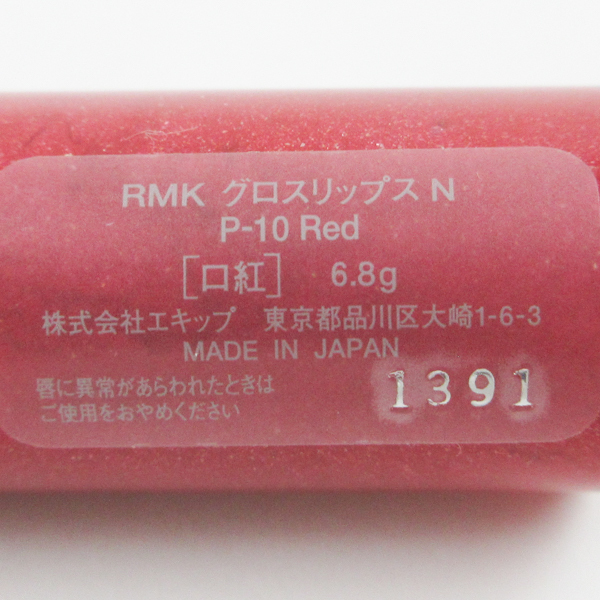 RMK グロスリップス N
P-10 Red
［口紅］ 6.8g
株式会社エキップ 東京都品川区大崎1-6-3
MADE IN JAPAN
唇に異常があらわれたときは
ご使用をおやめください
1391